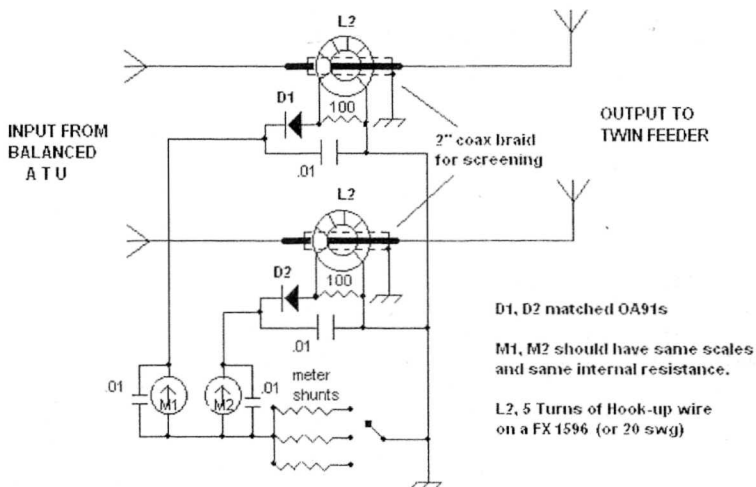 L2
D1
100
.01
INPUT FROM
BALANCED
A T U
2" coax braid
for screening
OUTPUT TO
TWIN FEEDER
L2
D2
100
.01
.01
M1
M2
.01
meter
shunts
D1, D2 matched OA91s
M1, M2 should have same scales
and same internal resistance.
L2, 5 Turns of Hook-up wire
on a FX 1596 (or 20 swg)